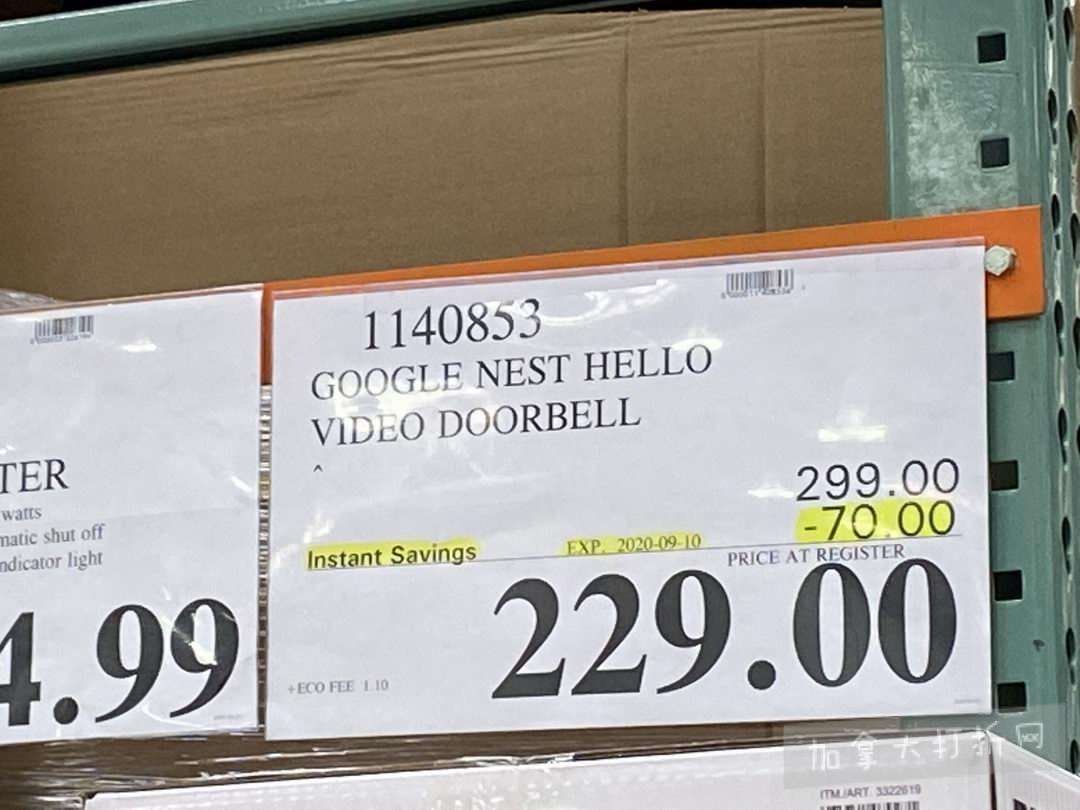 TER
watts
matic shut off
ndicator light
4.99
1140853
GOOGLE NEST HELLO
VIDEO DOORBELL
^
299.00
-70.00
Instant Savings EXP. 2020-09-10
PRICE AT REGISTER
229.00
+ECO FEE 1.10
加拿大打折网
ITM./ART. 3322619